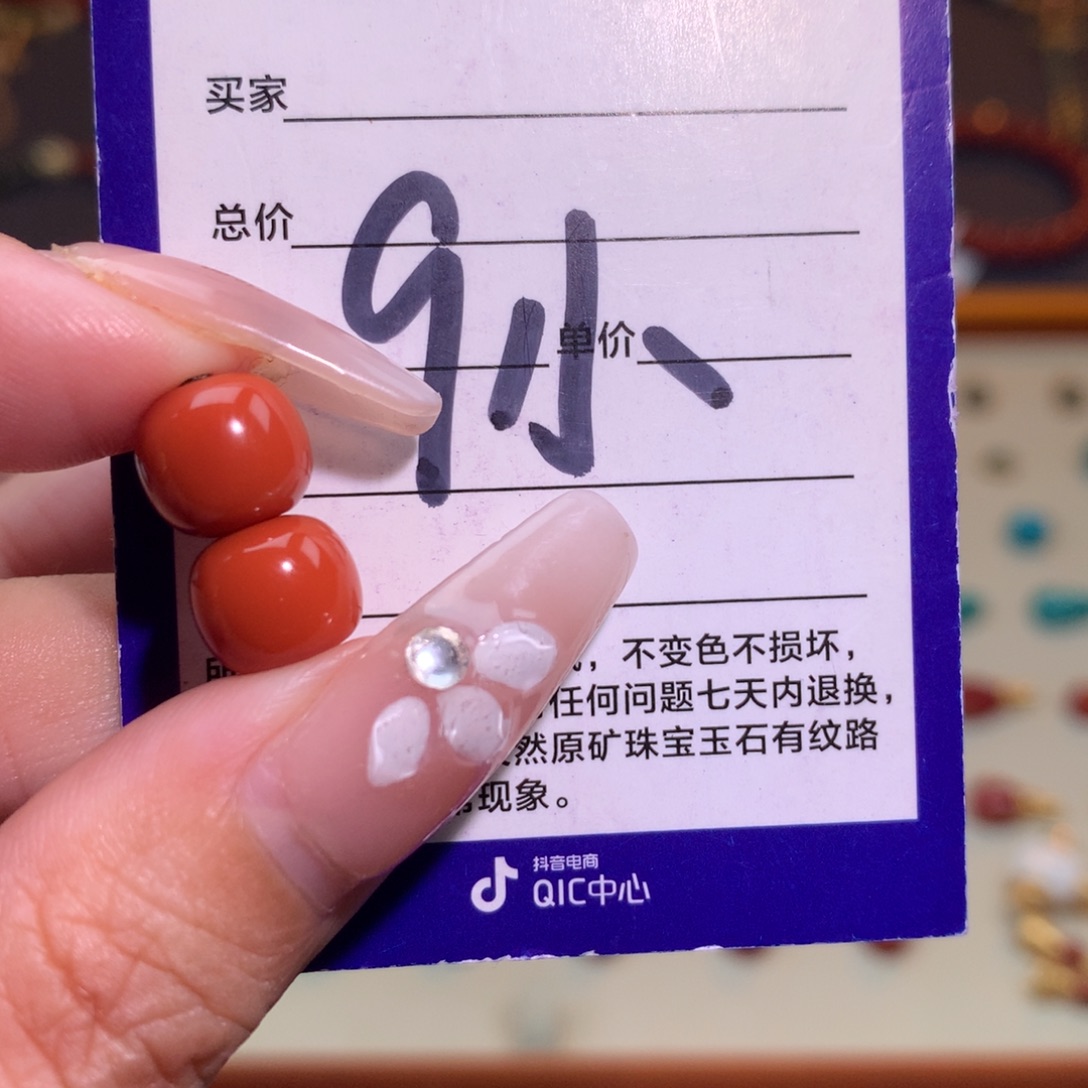 买家
总价
9小
单价
，不变色不损坏，
任何问题七天内退换，
然原矿珠宝玉石有纹路
现象。
抖音电商
QIC中心